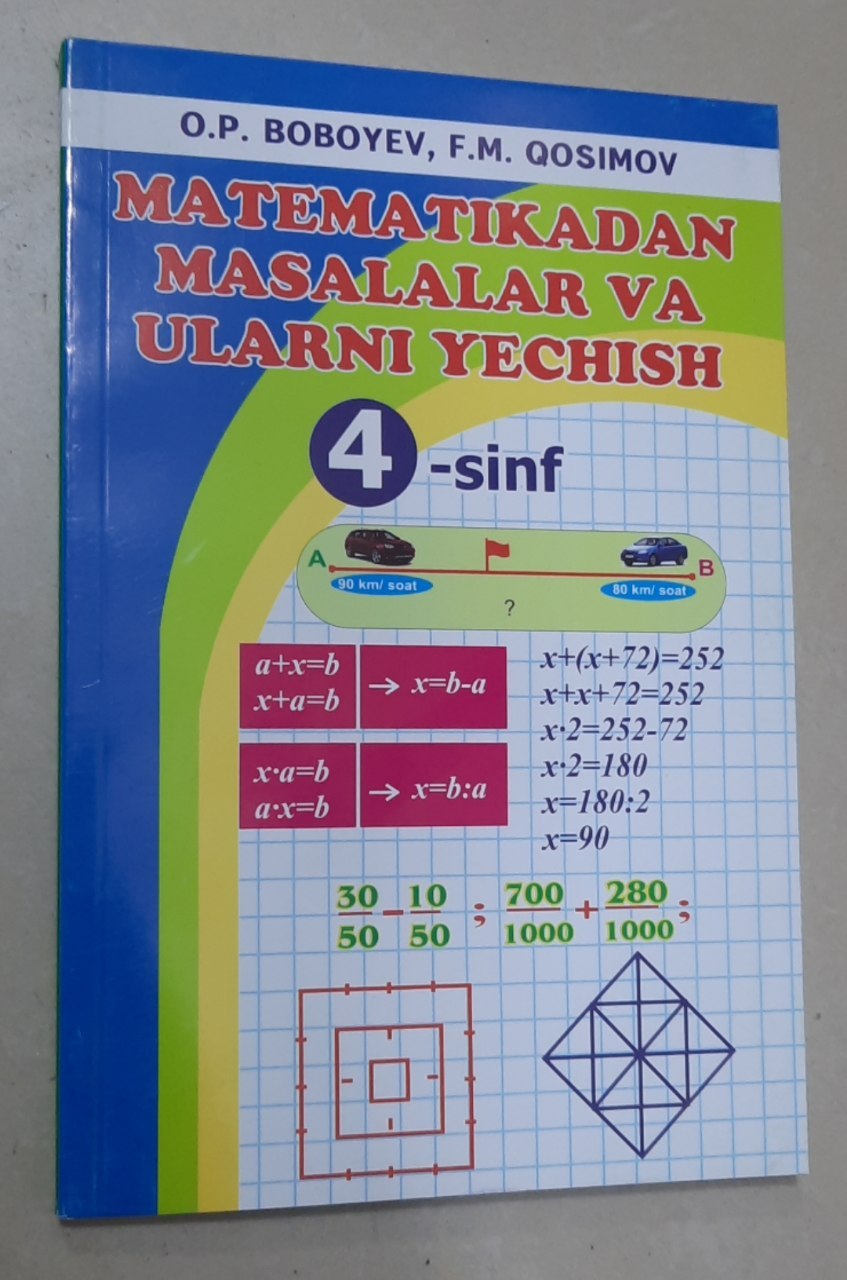 O.P. BOBOYEV, F.M. QOSIMOV
MATEMATIKADAN
MASALALAR VA
ULARNI YECHISH
4 -sinf
A B
90 km/ soat 80 km/ soat
?
a+x=b
x+a=b
→ x=b-a
x·a=b
a·x=b
→ x=b:a
x+(x+72)=252
x+x+72=252
x·2=252-72
x·2=180
x=180:2
x=90
30/50 - 10/50 ; 700/1000 + 280/1000 ;